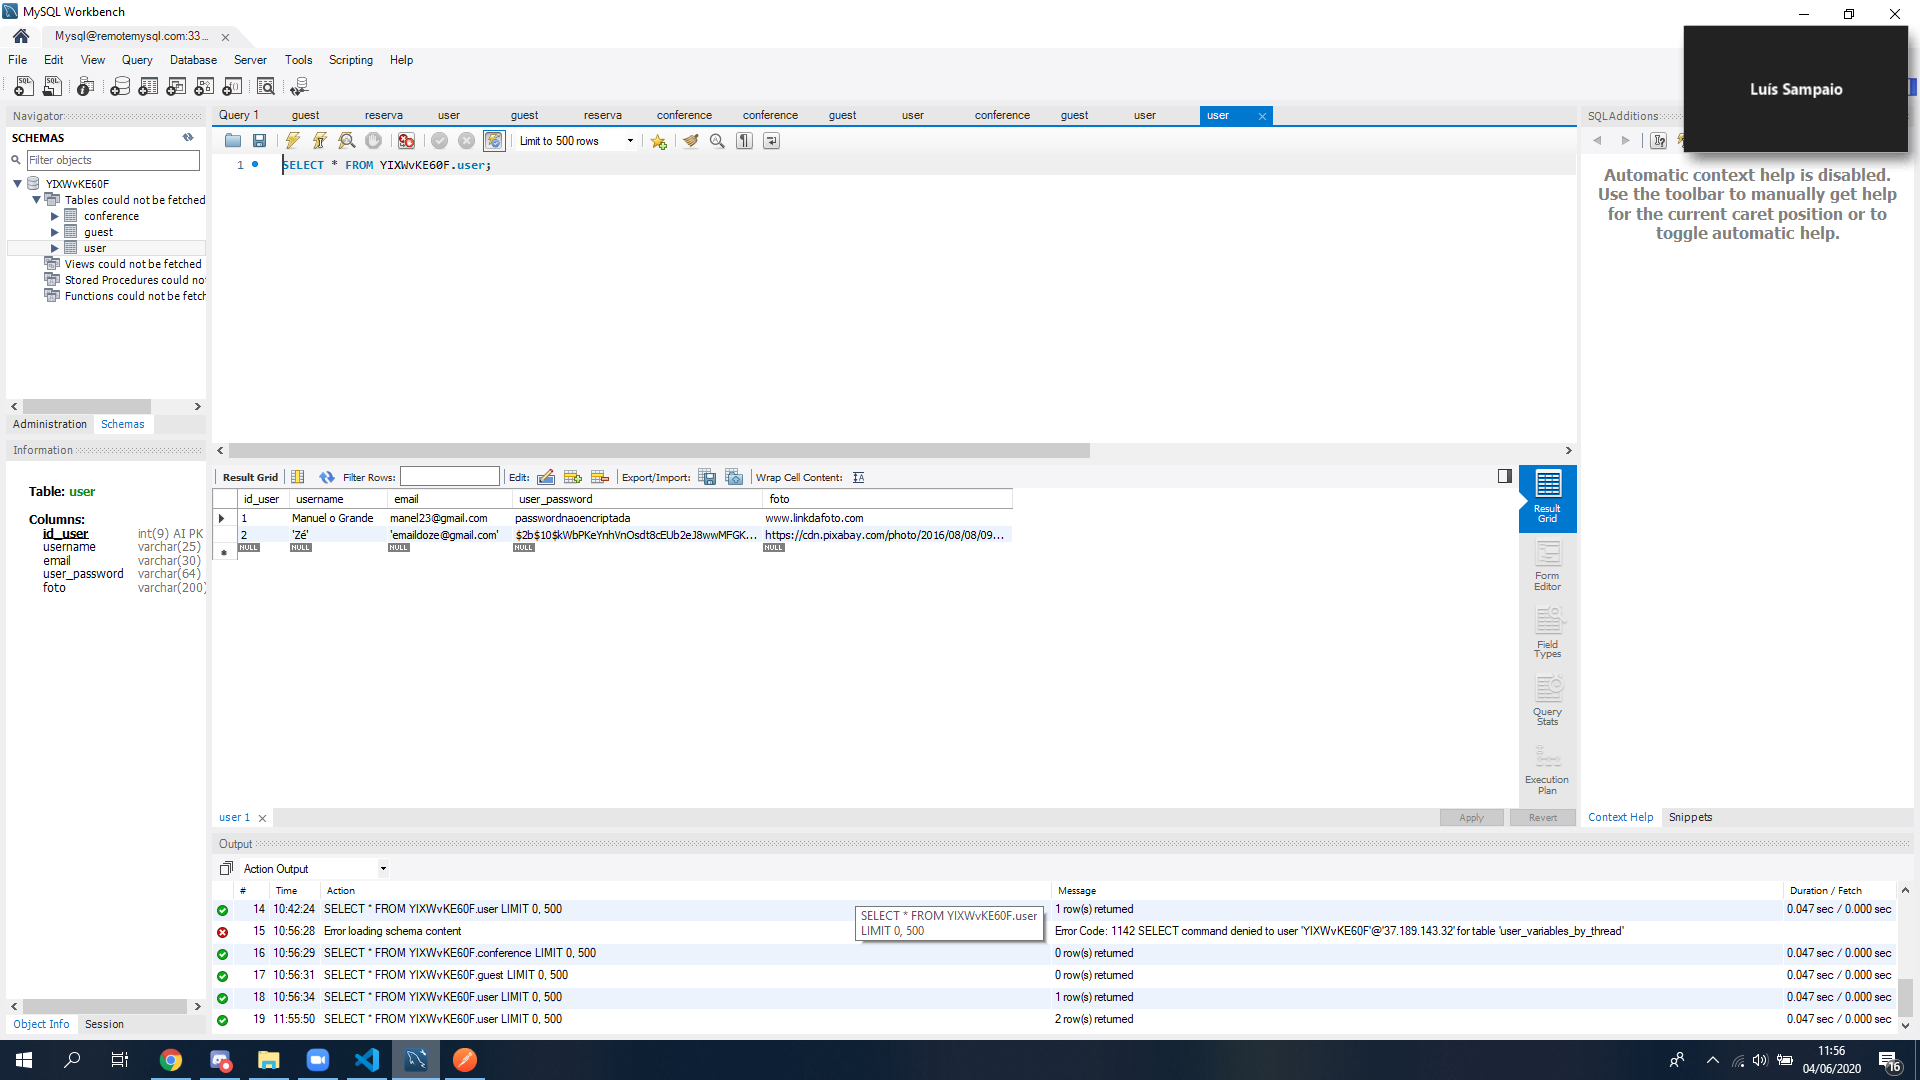 MySQL Workbench
Mysql@remotemysql.com:33...
File Edit View Query Database Server Tools Scripting Help
Luís Sampaio
Navigator
SCHEMAS
Filter objects
YIXWvKE60F
Tables could not be fetched
conference
guest
user
Views could not be fetched
Stored Procedures could no
Functions could not be fetch
Administration Schemas
Information
Table: user
Columns:
id_user int(9) AI PK
username varchar(25)
email varchar(30)
user_password varchar(64)
foto varchar(200)
Object Info Session
Query 1 guest reserva user guest reserva conference conference guest user conference guest user user
Limit to 500 rows
1 SELECT * FROM YIXWvKE60F.user;
Result Grid Filter Rows: Edit: Export/Import: Wrap Cell Content:
id_user username email user_password foto
1 Manuel o Grande manel23@gmail.com passwordnaoencriptada www.linkdafoto.com
2 'Zé' 'emaildoze@gmail.com' $2b$10$kWbPKeYnhVnOsdt8cEUb2eJ8wwMFGK... https://cdn.pixabay.com/photo/2016/08/08/09...
NULL NULL NULL NULL NULL
Result
Grid
Form
Editor
Field
Types
Query
Stats
Execution
Plan
user 1 Apply Revert
SQLAdditions
Automatic context help is disabled.
Use the toolbar to manually get help
for the current caret position or to
toggle automatic help.
Context Help Snippets
Output
Action Output
# Time Action Message Duration / Fetch
14 10:42:24 SELECT * FROM YIXWvKE60F.user LIMIT 0, 500 1 row(s) returned 0.047 sec / 0.000 sec
15 10:56:28 Error loading schema content Error Code: 1142 SELECT command denied to user 'YIXWvKE60F'@'37.189.143.32' for table 'user_variables_by_thread'
16 10:56:29 SELECT * FROM YIXWvKE60F.conference LIMIT 0, 500 0 row(s) returned 0.047 sec / 0.000 sec
17 10:56:31 SELECT * FROM YIXWvKE60F.guest LIMIT 0, 500 0 row(s) returned 0.047 sec / 0.000 sec
18 10:56:34 SELECT * FROM YIXWvKE60F.user LIMIT 0, 500 1 row(s) returned 0.047 sec / 0.000 sec
19 11:55:50 SELECT * FROM YIXWvKE60F.user LIMIT 0, 500 2 row(s) returned 0.047 sec / 0.000 sec
SELECT * FROM YIXWvKE60F.user
LIMIT 0, 500
11:56
04/06/2020
16